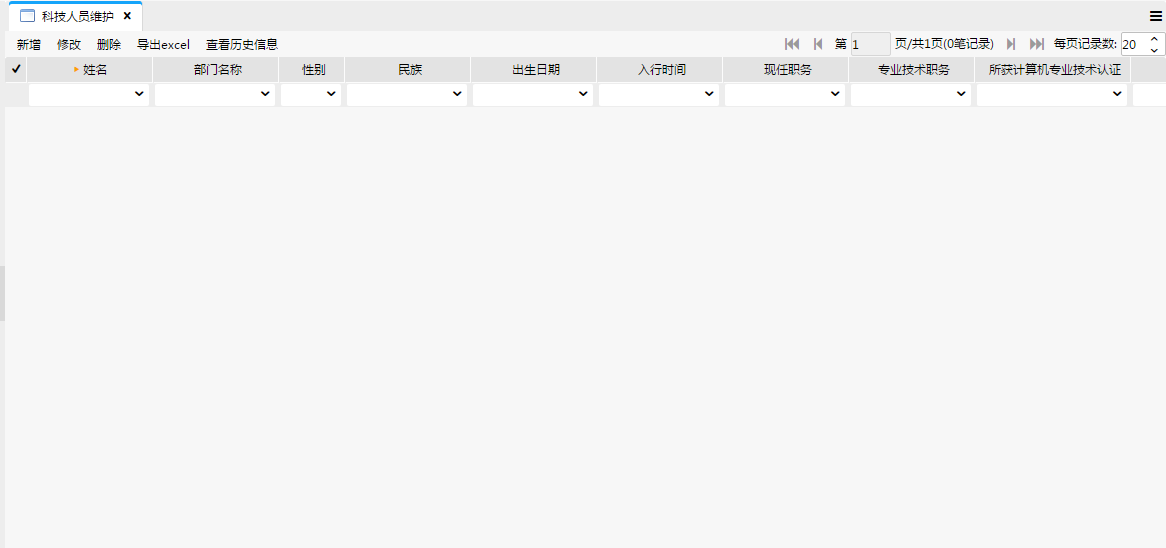 科技人员维护
新增 修改 删除 导出excel 查看历史信息 第 1 页/共1页(0笔记录) 每页记录数: 20
姓名 部门名称 性别 民族 出生日期 入行时间 现任职务 专业技术职务 所获计算机专业技术认证